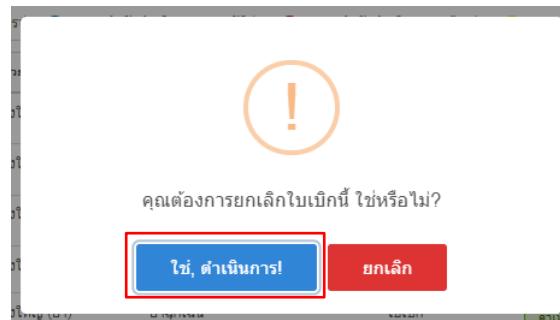 !
คุณต้องการยกเลิกใบเบิกนี้ ใช่หรือไม่?
ใช่, ดำเนินการ! ยกเลิก